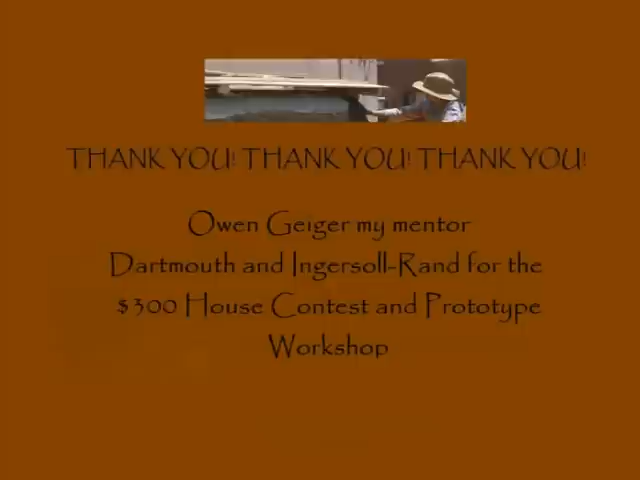 THANK YOU! THANK YOU! THANK YOU!
Owen Geiger my mentor
Dartmouth and Ingersoll-Rand for the
$300 House Contest and Prototype
Workshop